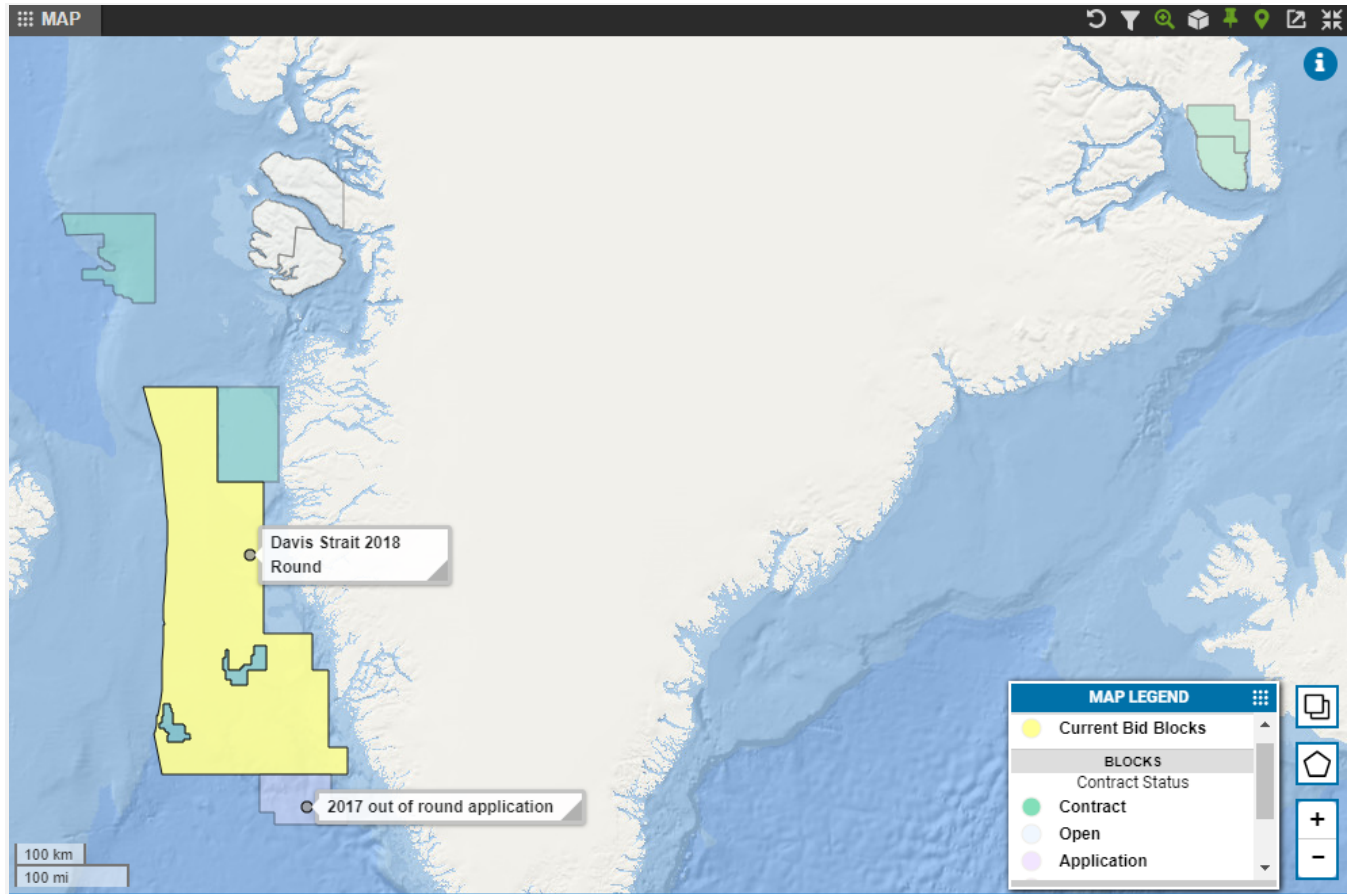 MAP
Davis Strait 2018
Round
2017 out of round application
MAP LEGEND
Current Bid Blocks
BLOCKS
Contract Status
Contract
Open
Application
+
−
100 km
100 mi